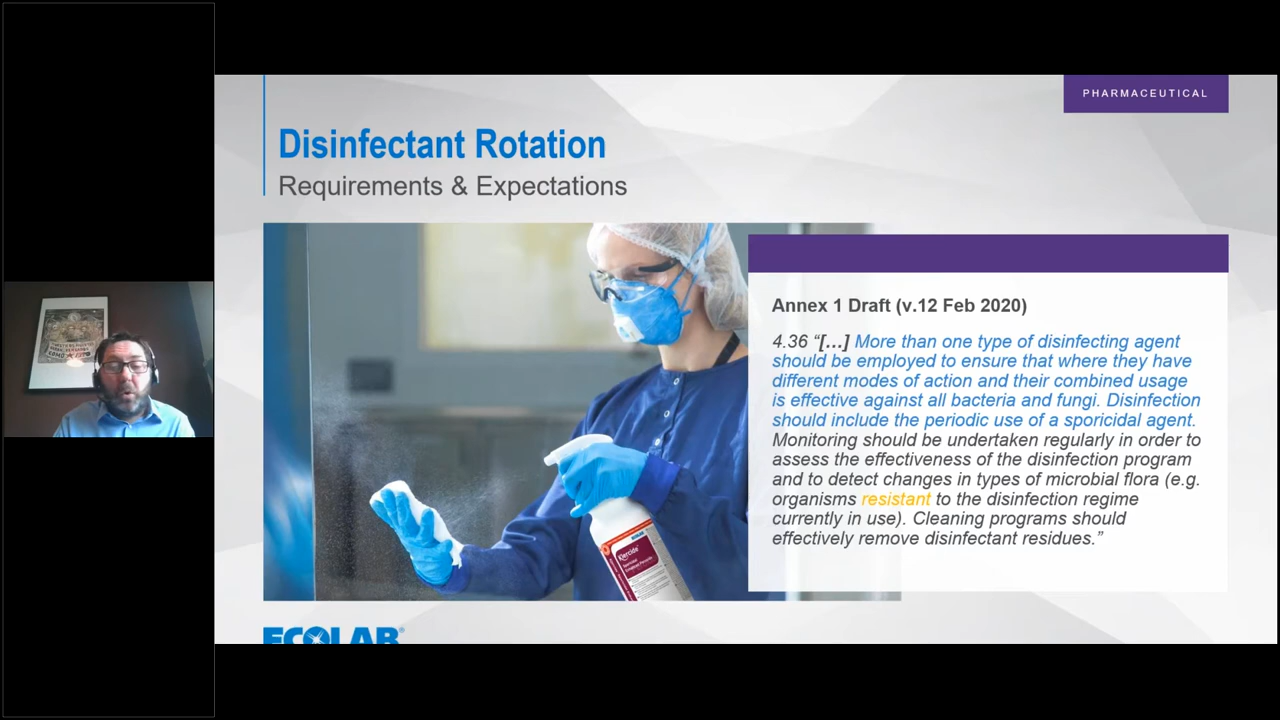 PHARMACEUTICAL
Disinfectant Rotation
Requirements & Expectations
Annex 1 Draft (v.12 Feb 2020)
4.36 “[…] More than one type of disinfecting agent
should be employed to ensure that where they have
different modes of action and their combined usage
is effective against all bacteria and fungi. Disinfection
should include the periodic use of a sporicidal agent.
Monitoring should be undertaken regularly in order to
assess the effectiveness of the disinfection program
and to detect changes in types of microbial flora (e.g.
organisms resistant to the disinfection regime
currently in use). Cleaning programs should
effectively remove disinfectant residues.”
Klercide
ECOLAB®